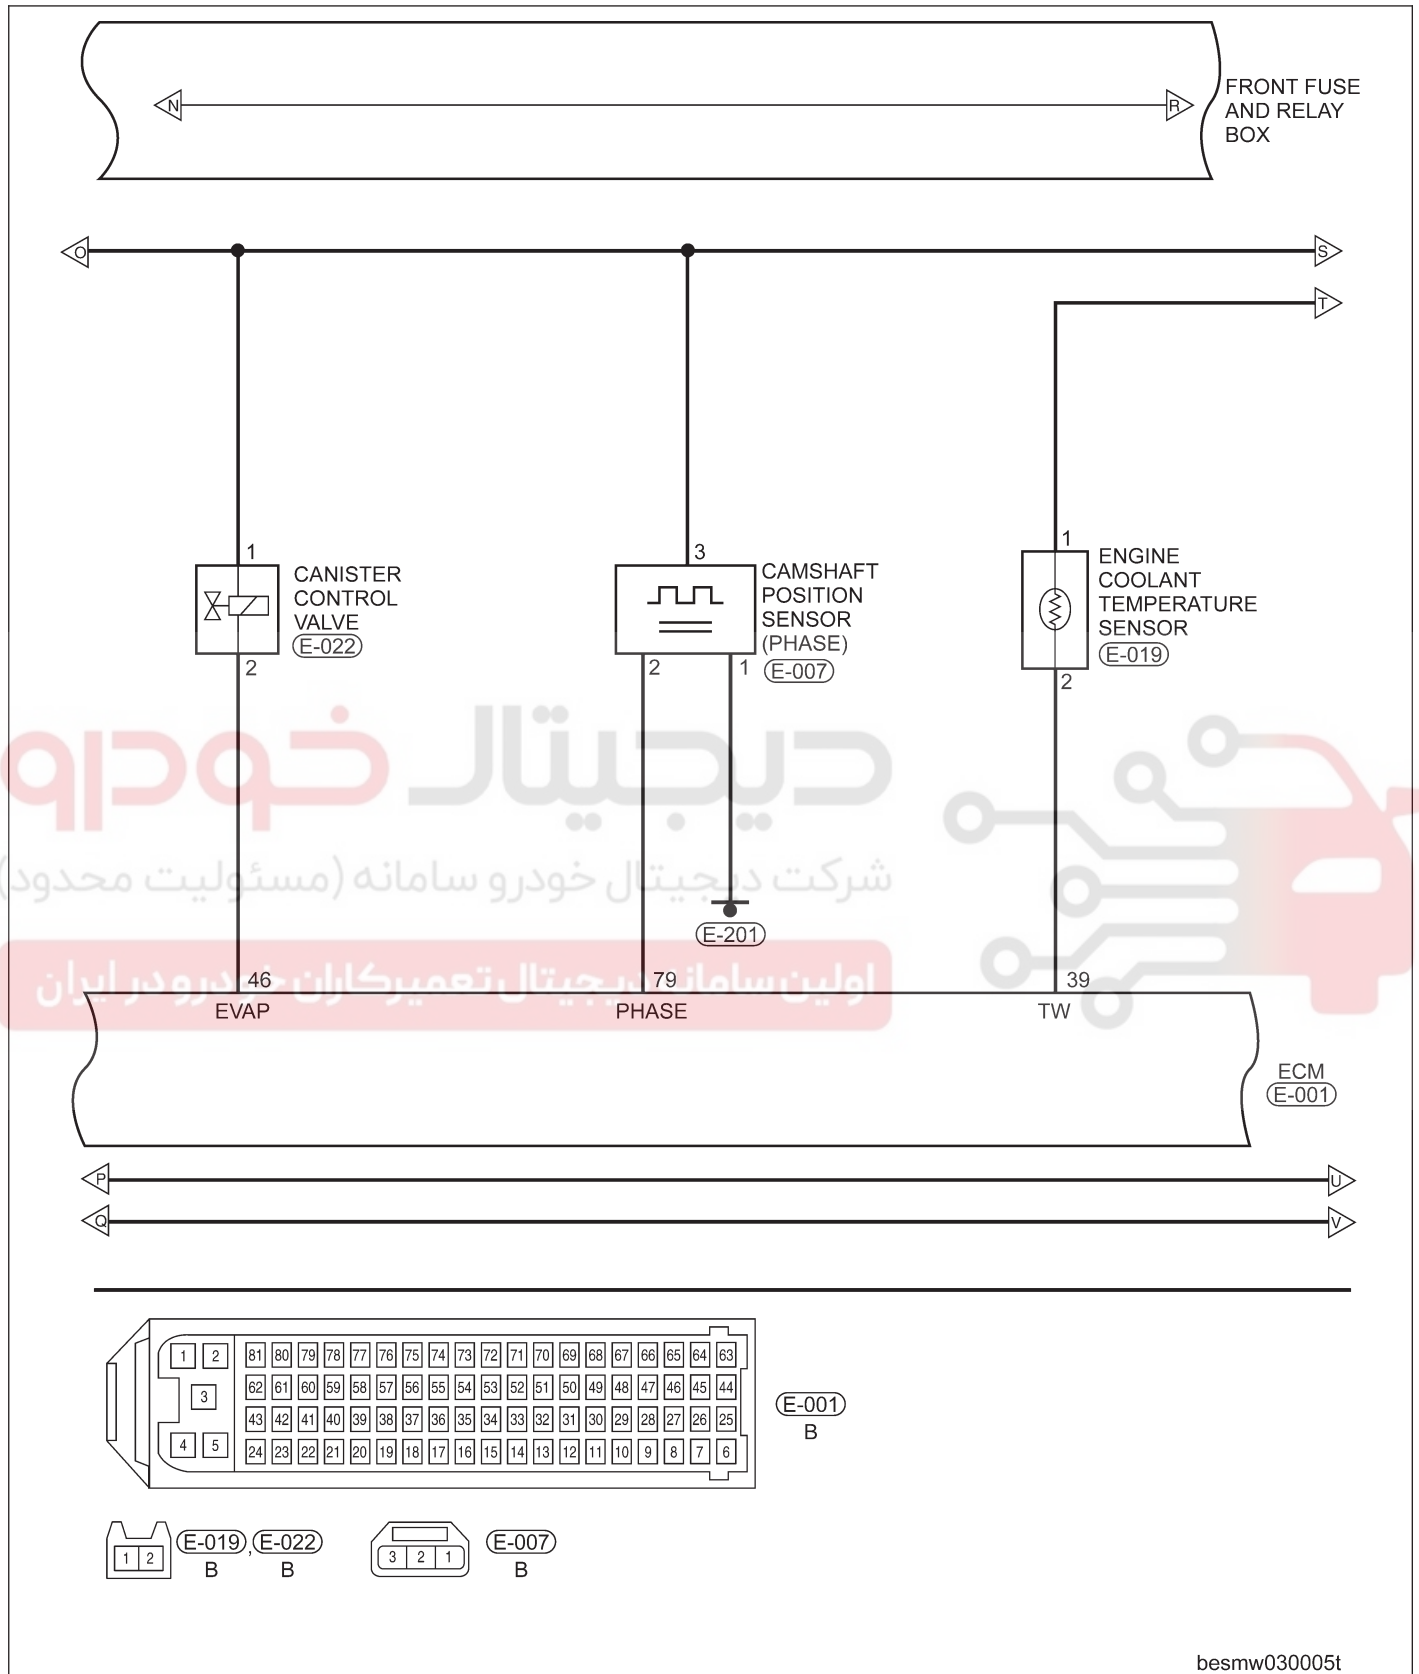 N
R
FRONT FUSE
AND RELAY
BOX
O
S
T
1
CANISTER
CONTROL
VALVE
E-022
2
3
CAMSHAFT
POSITION
SENSOR
(PHASE)
E-007
2 1
1
ENGINE
COOLANT
TEMPERATURE
SENSOR
E-019
2
دیجیتال خودرو
شرکت دیجیتال خودرو سامانه (مسئولیت محدود)
اولین سامانه دیجیتال تعمیرکاران خودرو در ایران
E-201
46 79 39
EVAP PHASE TW
ECM
E-001
P
U
Q
V
1 2 81 80 79 78 77 76 75 74 73 72 71 70 69 68 67 66 65 64 63
3 62 61 60 59 58 57 56 55 54 53 52 51 50 49 48 47 46 45 44
43 42 41 40 39 38 37 36 35 34 33 32 31 30 29 28 27 26 25
4 5 24 23 22 21 20 19 18 17 16 15 14 13 12 11 10 9 8 7 6
E-001
B
1 2
E-019 , E-022
B B
3 2 1
E-007
B
besmw030005t